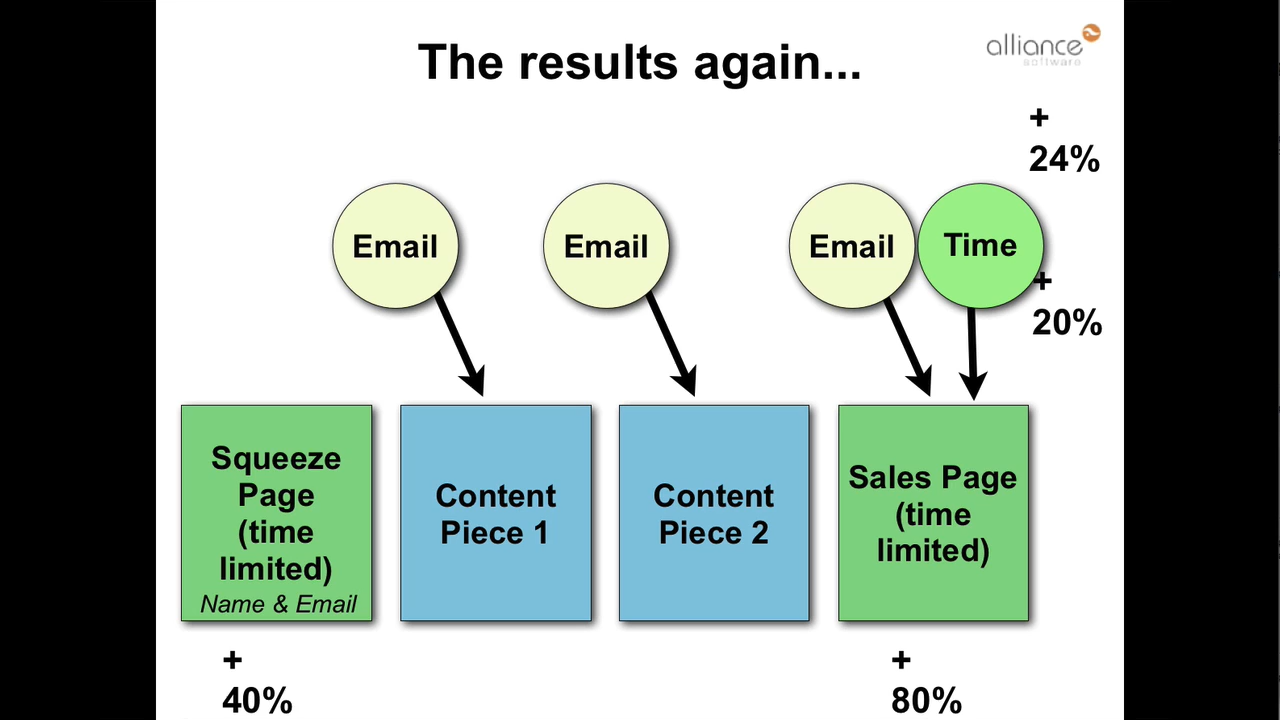 The results again...
alliance
software
+
24%
Email
Email
Email
Time
+
20%
Squeeze
Page
(time
limited)
Name & Email
Content
Piece 1
Content
Piece 2
Sales Page
(time
limited)
+
40%
+
80%